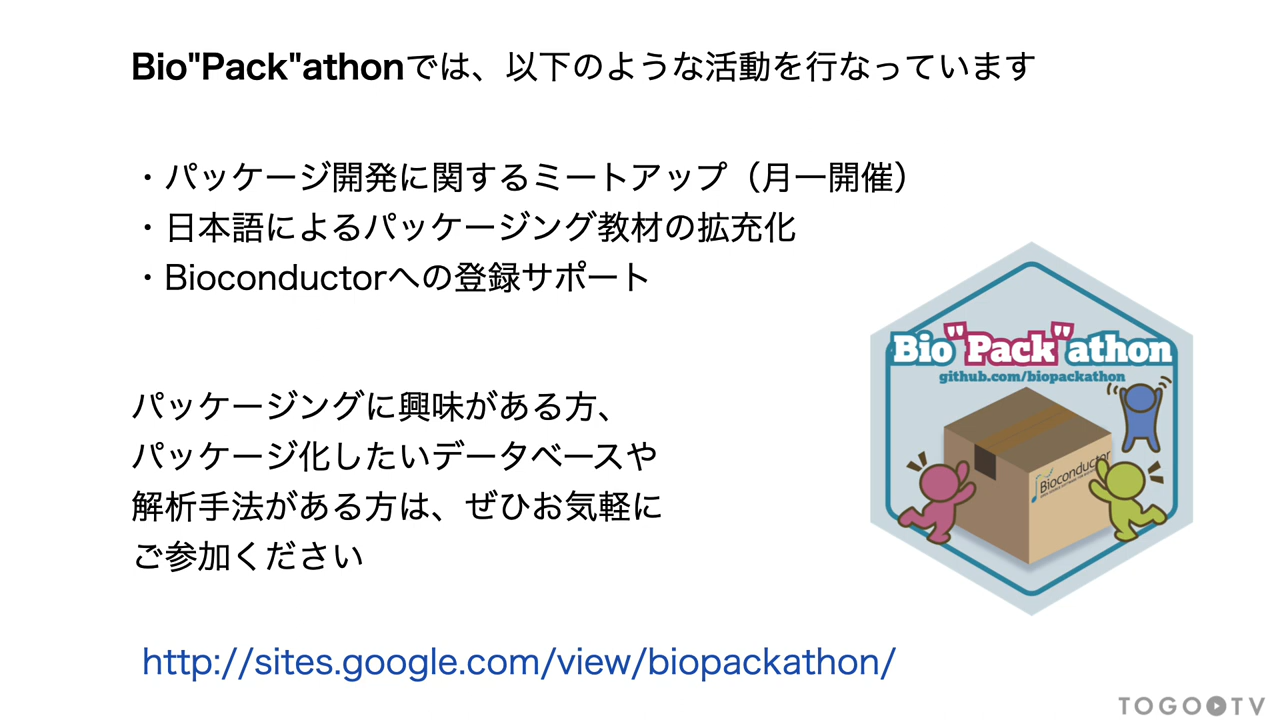 Bio"Pack"athonでは、以下のような活動を行なっています
・パッケージ開発に関するミートアップ（月一開催）
・日本語によるパッケージング教材の拡充化
・Bioconductorへの登録サポート
Bio"Pack"athon
github.com/biopackathon
Bioconductor
パッケージングに興味がある方、
パッケージ化したいデータベースや
解析手法がある方は、ぜひお気軽に
ご参加ください
http://sites.google.com/view/biopackathon/
TOGOTV